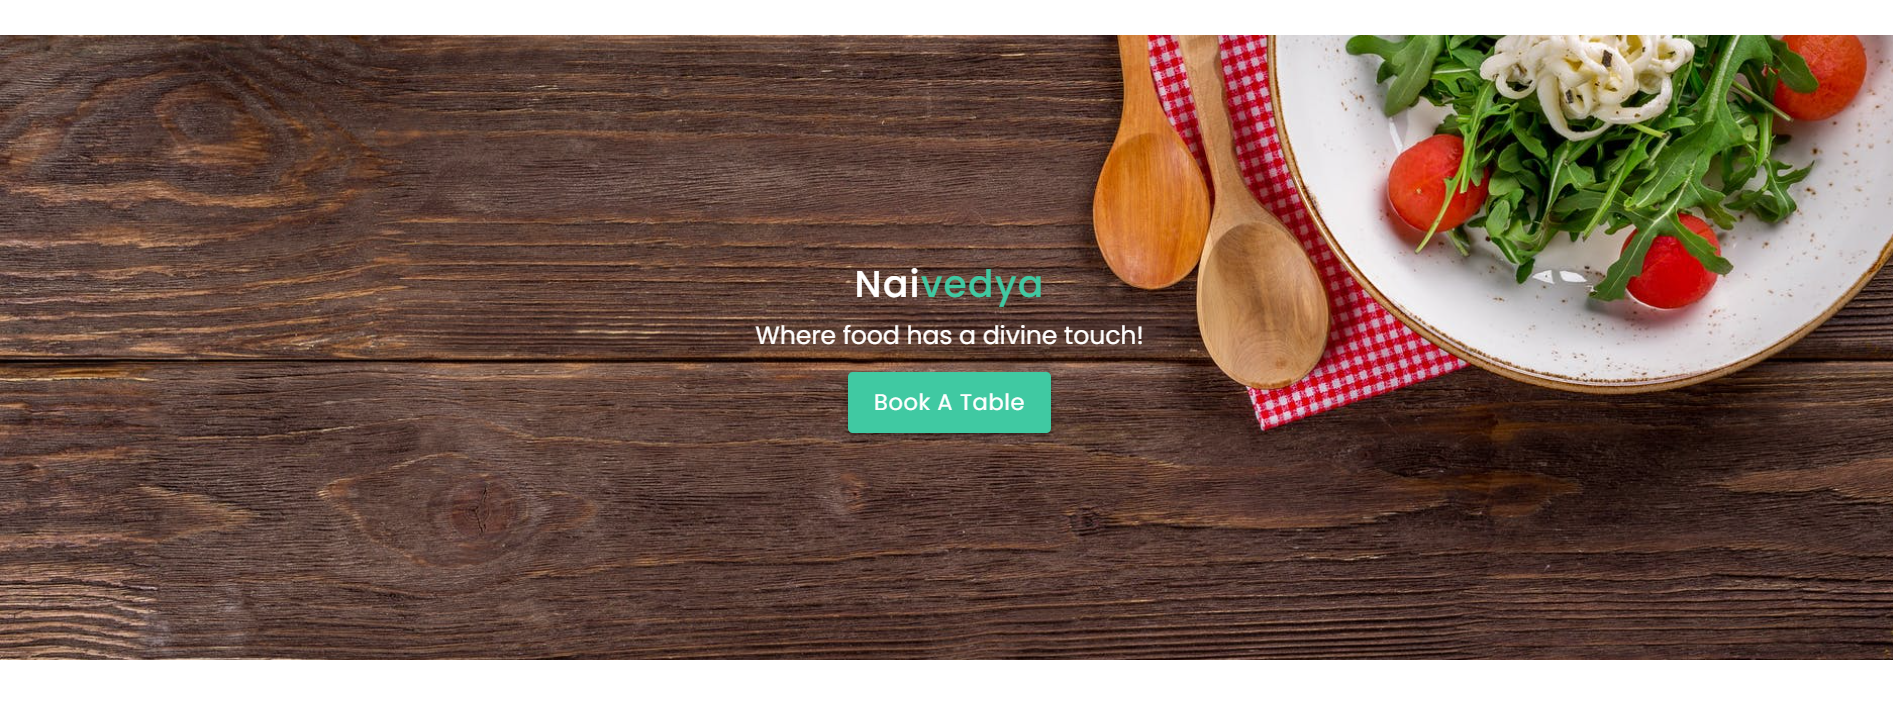 Naivedya
Where food has a divine touch!
Book A Table